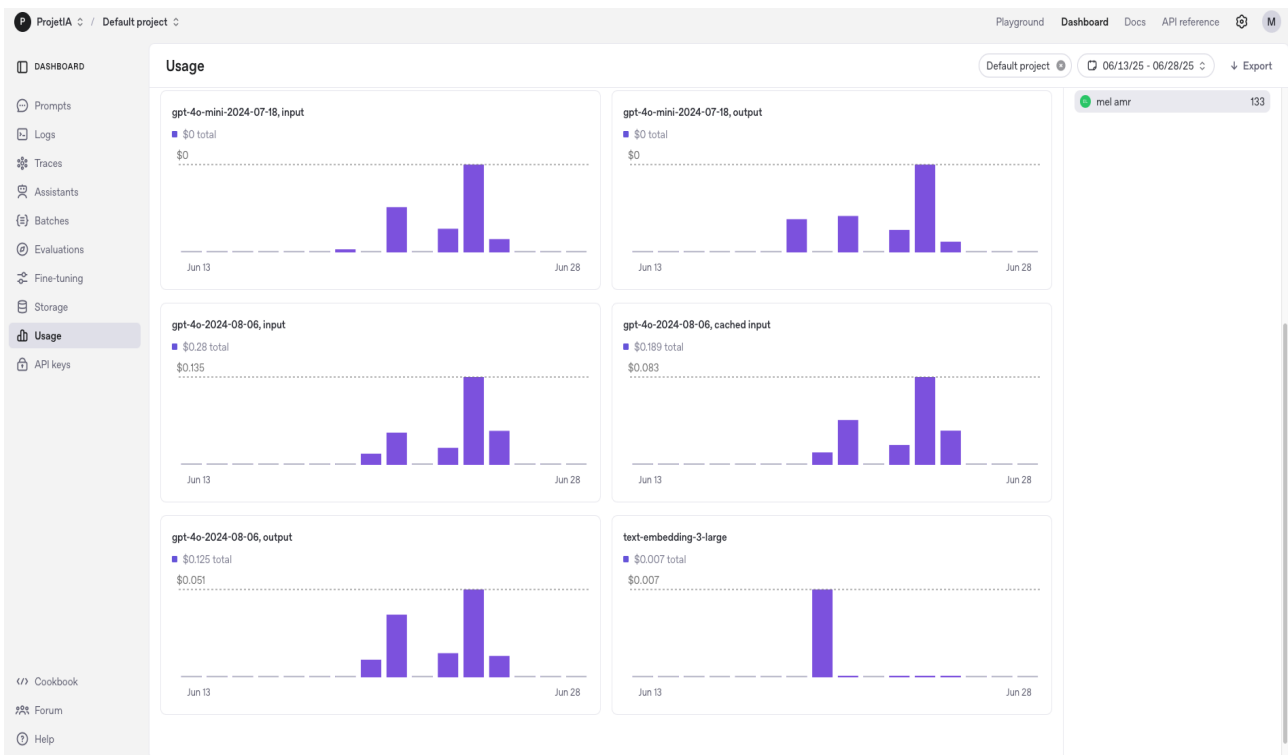 P ProjetIA / Default project
Playground Dashboard Docs API reference M
DASHBOARD
Prompts
Logs
Traces
Assistants
Batches
Evaluations
Fine-tuning
Storage
Usage
API keys
Cookbook
Forum
Help
Usage
Default project 06/13/25 - 06/28/25 Export
gpt-4o-mini-2024-07-18, input
$0 total
$0
Jun 13 Jun 28
gpt-4o-mini-2024-07-18, output
$0 total
$0
Jun 13 Jun 28
gpt-4o-2024-08-06, input
$0.28 total
$0.135
Jun 13 Jun 28
gpt-4o-2024-08-06, cached input
$0.189 total
$0.083
Jun 13 Jun 28
gpt-4o-2024-08-06, output
$0.125 total
$0.051
Jun 13 Jun 28
text-embedding-3-large
$0.007 total
$0.007
Jun 13 Jun 28
mel amr 133